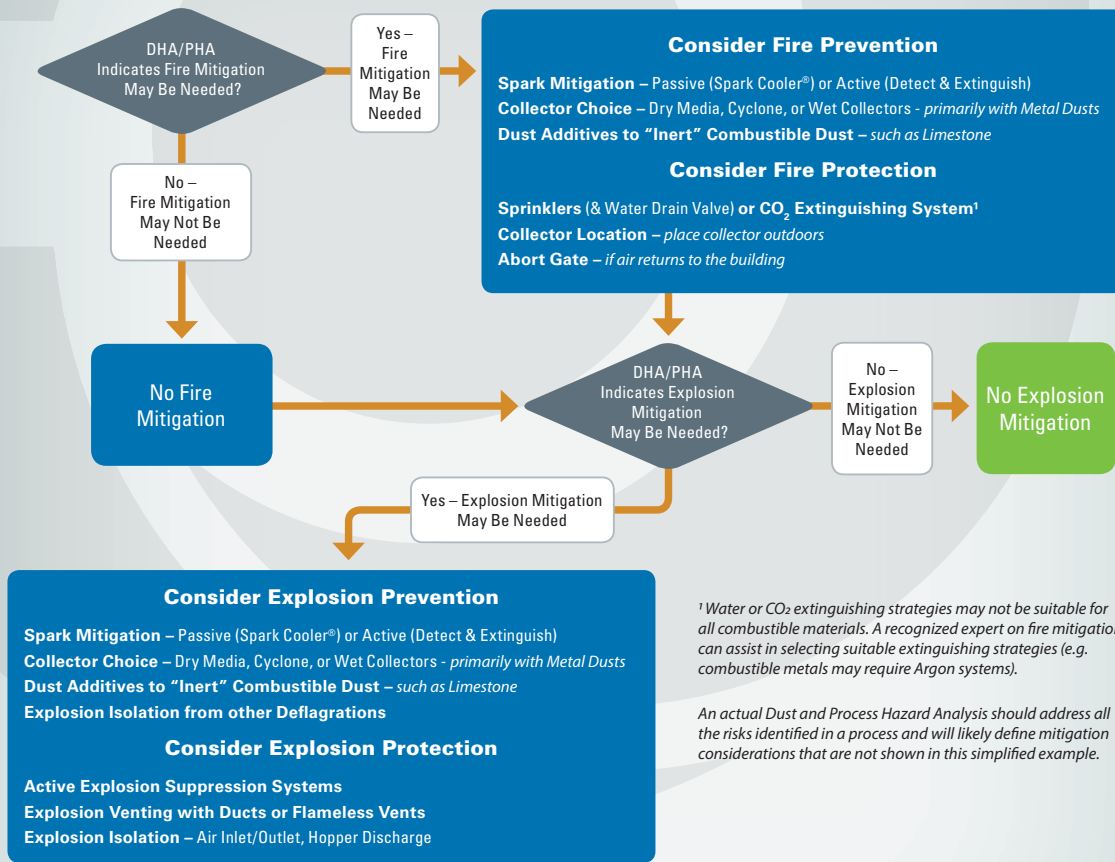 DHA/PHA
Indicates Fire Mitigation
May Be Needed?
Yes –
Fire
Mitigation
May Be
Needed
Consider Fire Prevention
Spark Mitigation – Passive (Spark Cooler®) or Active (Detect & Extinguish)
Collector Choice – Dry Media, Cyclone, or Wet Collectors - primarily with Metal Dusts
Dust Additives to “Inert” Combustible Dust – such as Limestone
Consider Fire Protection
Sprinklers (& Water Drain Valve) or CO₂ Extinguishing System¹
Collector Location – place collector outdoors
Abort Gate – if air returns to the building
No –
Fire Mitigation
May Not Be
Needed
No Fire
Mitigation
DHA/PHA
Indicates Explosion
Mitigation
May Be Needed?
No –
Explosion
Mitigation
May Not Be
Needed
No Explosion
Mitigation
Yes – Explosion Mitigation
May Be Needed
Consider Explosion Prevention
Spark Mitigation – Passive (Spark Cooler®) or Active (Detect & Extinguish)
Collector Choice – Dry Media, Cyclone, or Wet Collectors - primarily with Metal Dusts
Dust Additives to “Inert” Combustible Dust – such as Limestone
Explosion Isolation from other Deflagrations
Consider Explosion Protection
Active Explosion Suppression Systems
Explosion Venting with Ducts or Flameless Vents
Explosion Isolation – Air Inlet/Outlet, Hopper Discharge
¹ Water or CO₂ extinguishing strategies may not be suitable for
all combustible materials. A recognized expert on fire mitigation
can assist in selecting suitable extinguishing strategies (e.g.
combustible metals may require Argon systems).
An actual Dust and Process Hazard Analysis should address all
the risks identified in a process and will likely define mitigation
considerations that are not shown in this simplified example.